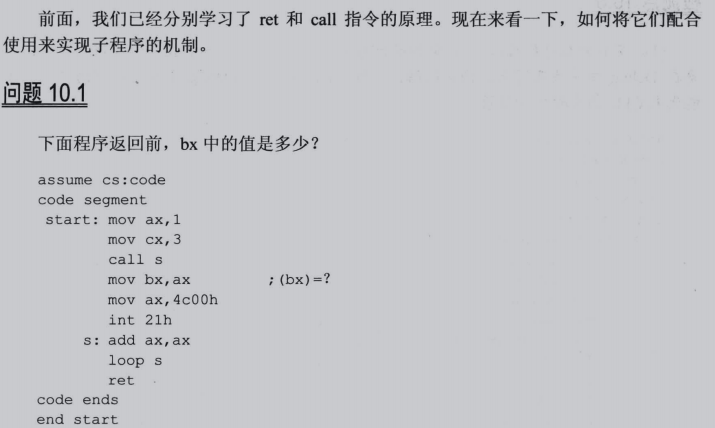 前面，我们已经分别学习了 ret 和 call 指令的原理。现在来看一下，如何将它们配合
使用来实现子程序的机制。
问题 10.1
下面程序返回前，bx 中的值是多少？
assume cs:code
code segment
start: mov ax,1
mov cx,3
call s
mov bx,ax ;(bx)=?
mov ax,4c00h
int 21h
s: add ax,ax
loop s
ret
code ends
end start